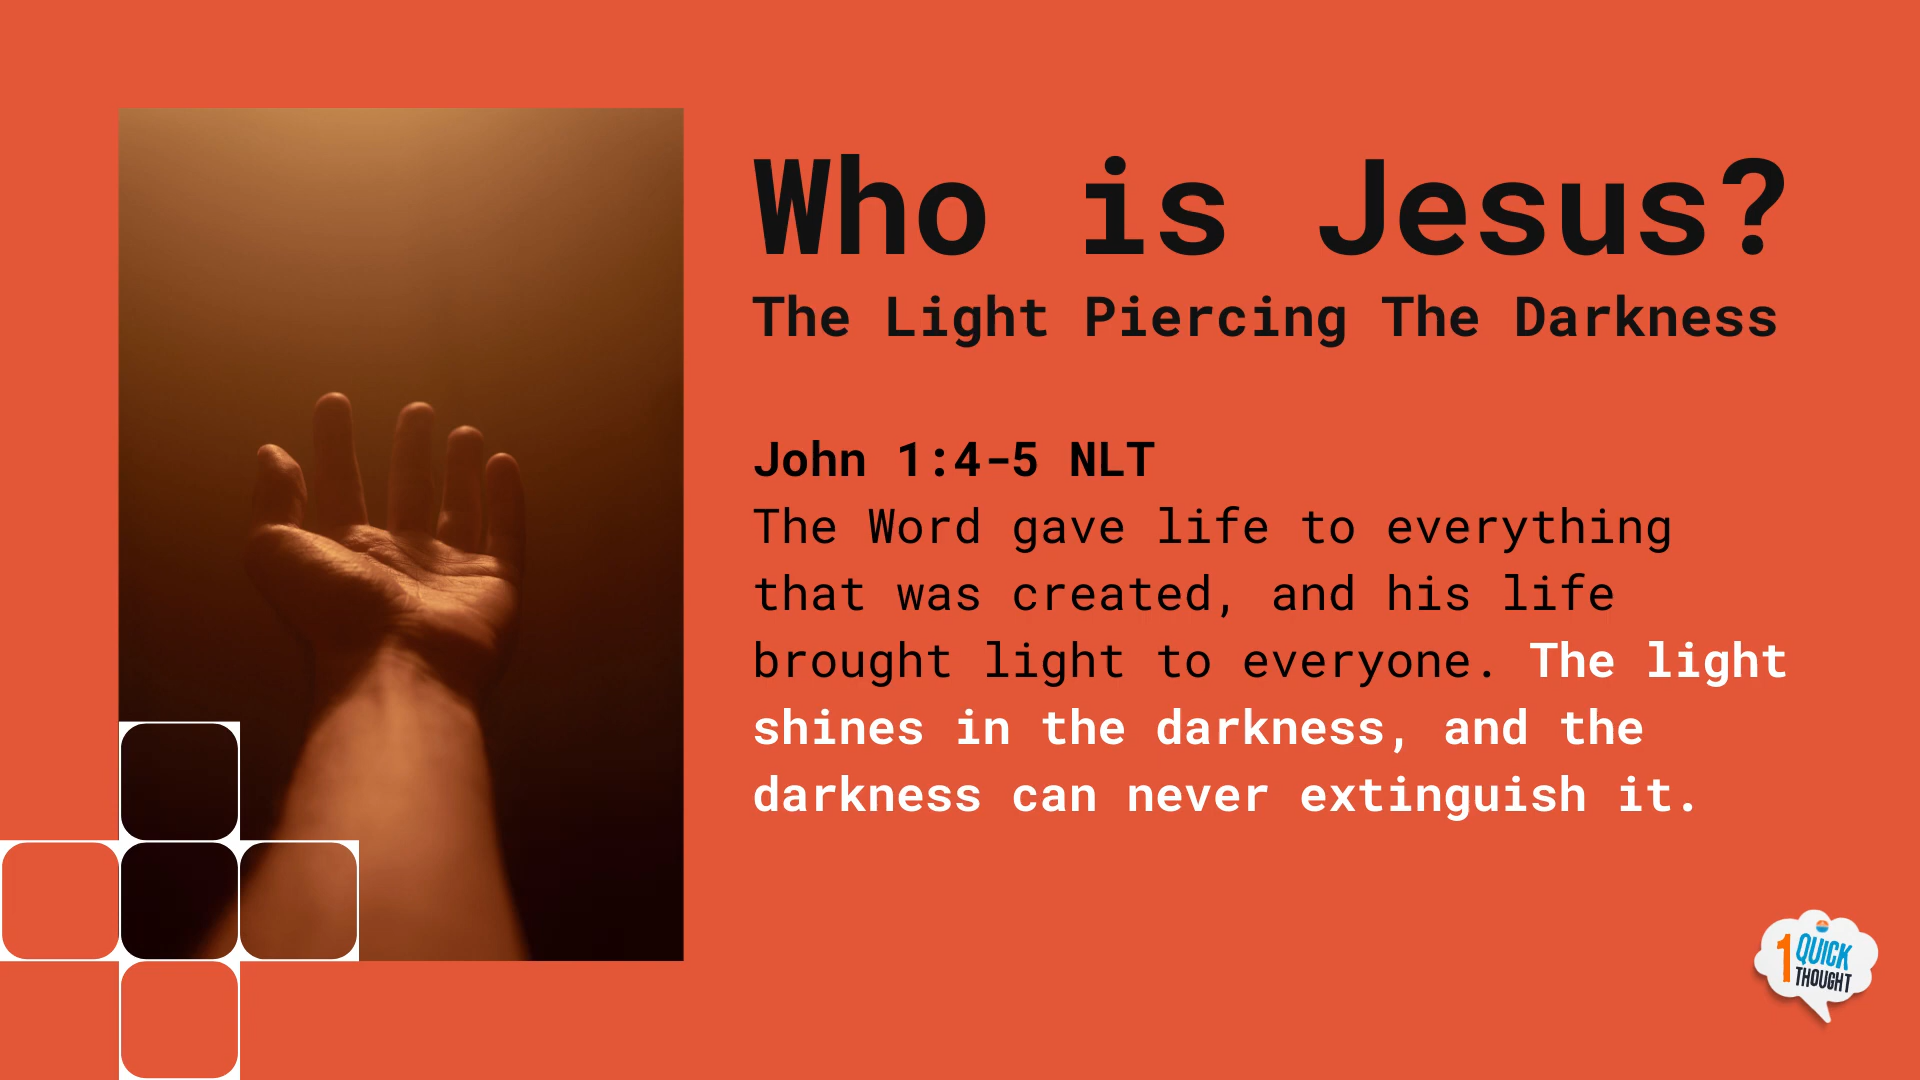 Who is Jesus?
The Light Piercing The Darkness
John 1:4-5 NLT
The Word gave life to everything
that was created, and his life
brought light to everyone. The light
shines in the darkness, and the
darkness can never extinguish it.
1 QUICK
THOUGHT